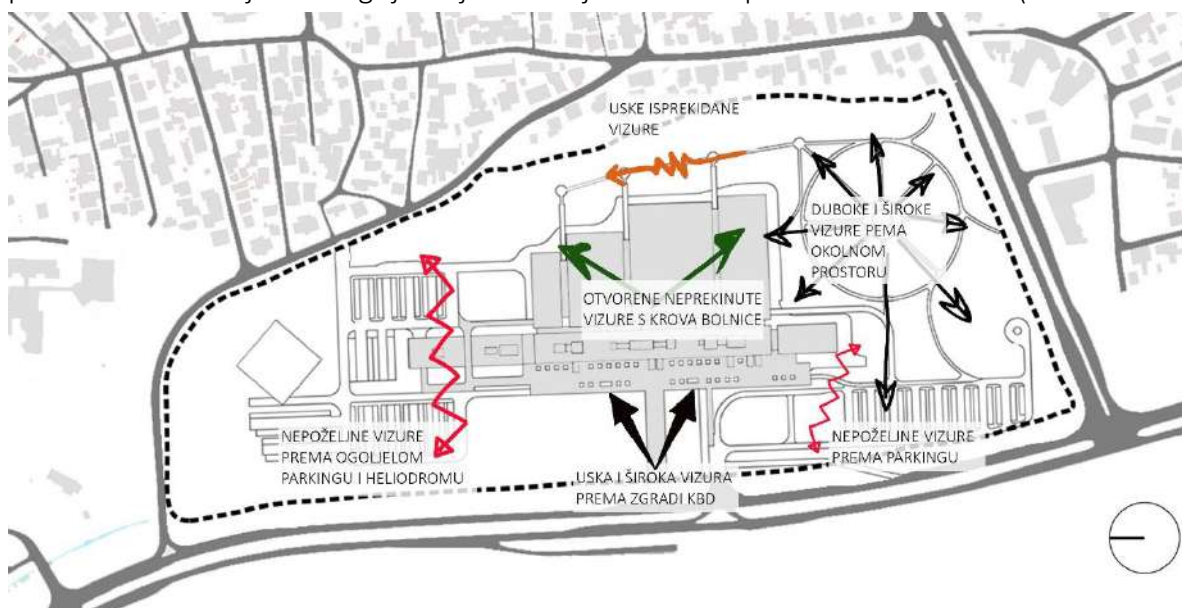 USKE ISPREKIDANE
VIZURE
DUBOKE I ŠIROKE
VIZURE PEMA
OKOLNOM
PROSTORU
OTVORENE NEPREKINUTE
VIZURE S KROVA BOLNICE
NEPOŽELJNE VIZURE
PREMA OGOLJELOM
PARKINGU I HELIODROMU
USKA I ŠIROKA VIZURA
PREMA ZGRADI KBD
NEPOŽELJNE VIZURE
PREMA PARKINGU